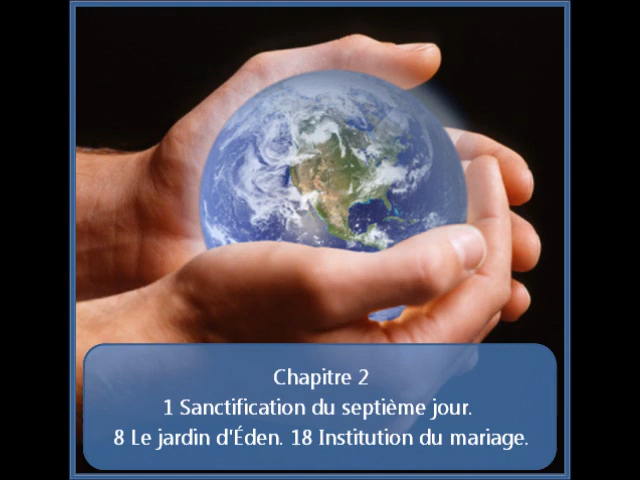 Chapitre 2
1 Sanctification du septième jour.
8 Le jardin d'Éden. 18 Institution du mariage.